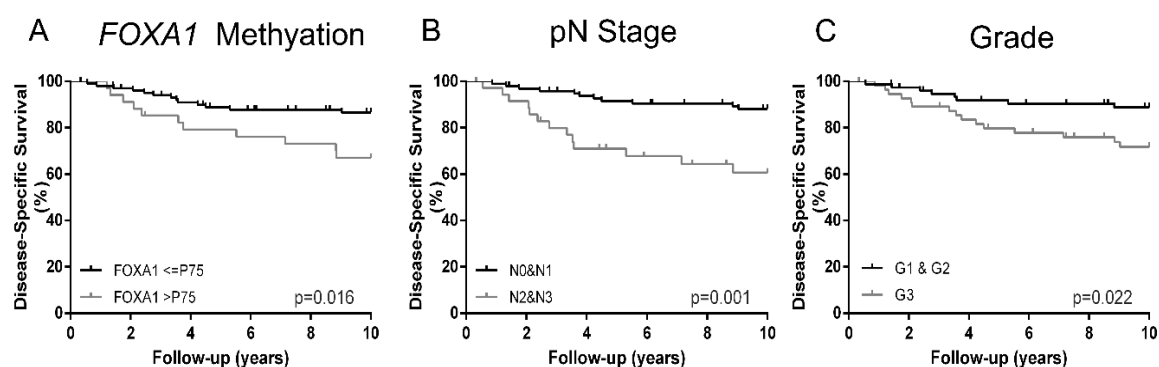 A FOXA1 Methyation
Disease-Specific Survival
(%)
100
80
60
40
20
0
FOXA1 <=P75
FOXA1 >P75
p=0.016
0 2 4 6 8 10
Follow-up (years)
B pN Stage
Disease-Specific Survival
(%)
100
80
60
40
20
0
N0&N1
N2&N3
p=0.001
0 2 4 6 8 10
Follow-up (years)
C Grade
Disease-Specific Survival
(%)
100
80
60
40
20
0
G1 & G2
G3
p=0.022
0 2 4 6 8 10
Follow-up (years)